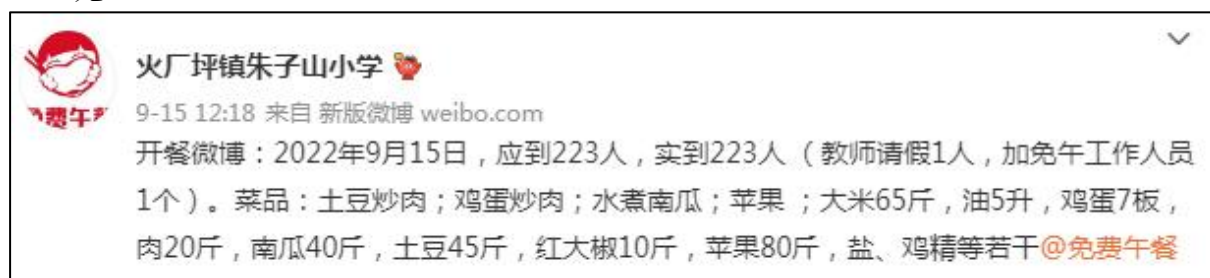 火厂坪镇朱子山小学
免费午餐
9-15 12:18 来自 新版微博 weibo.com
开餐微博：2022年9月15日，应到223人，实到223人（教师请假1人，加免午工作人员
1个）。菜品：土豆炒肉；鸡蛋炒肉；水煮南瓜；苹果 ；大米65斤，油5升，鸡蛋7板，
肉20斤，南瓜40斤，土豆45斤，红大椒10斤，苹果80斤，盐、鸡精等若干@免费午餐